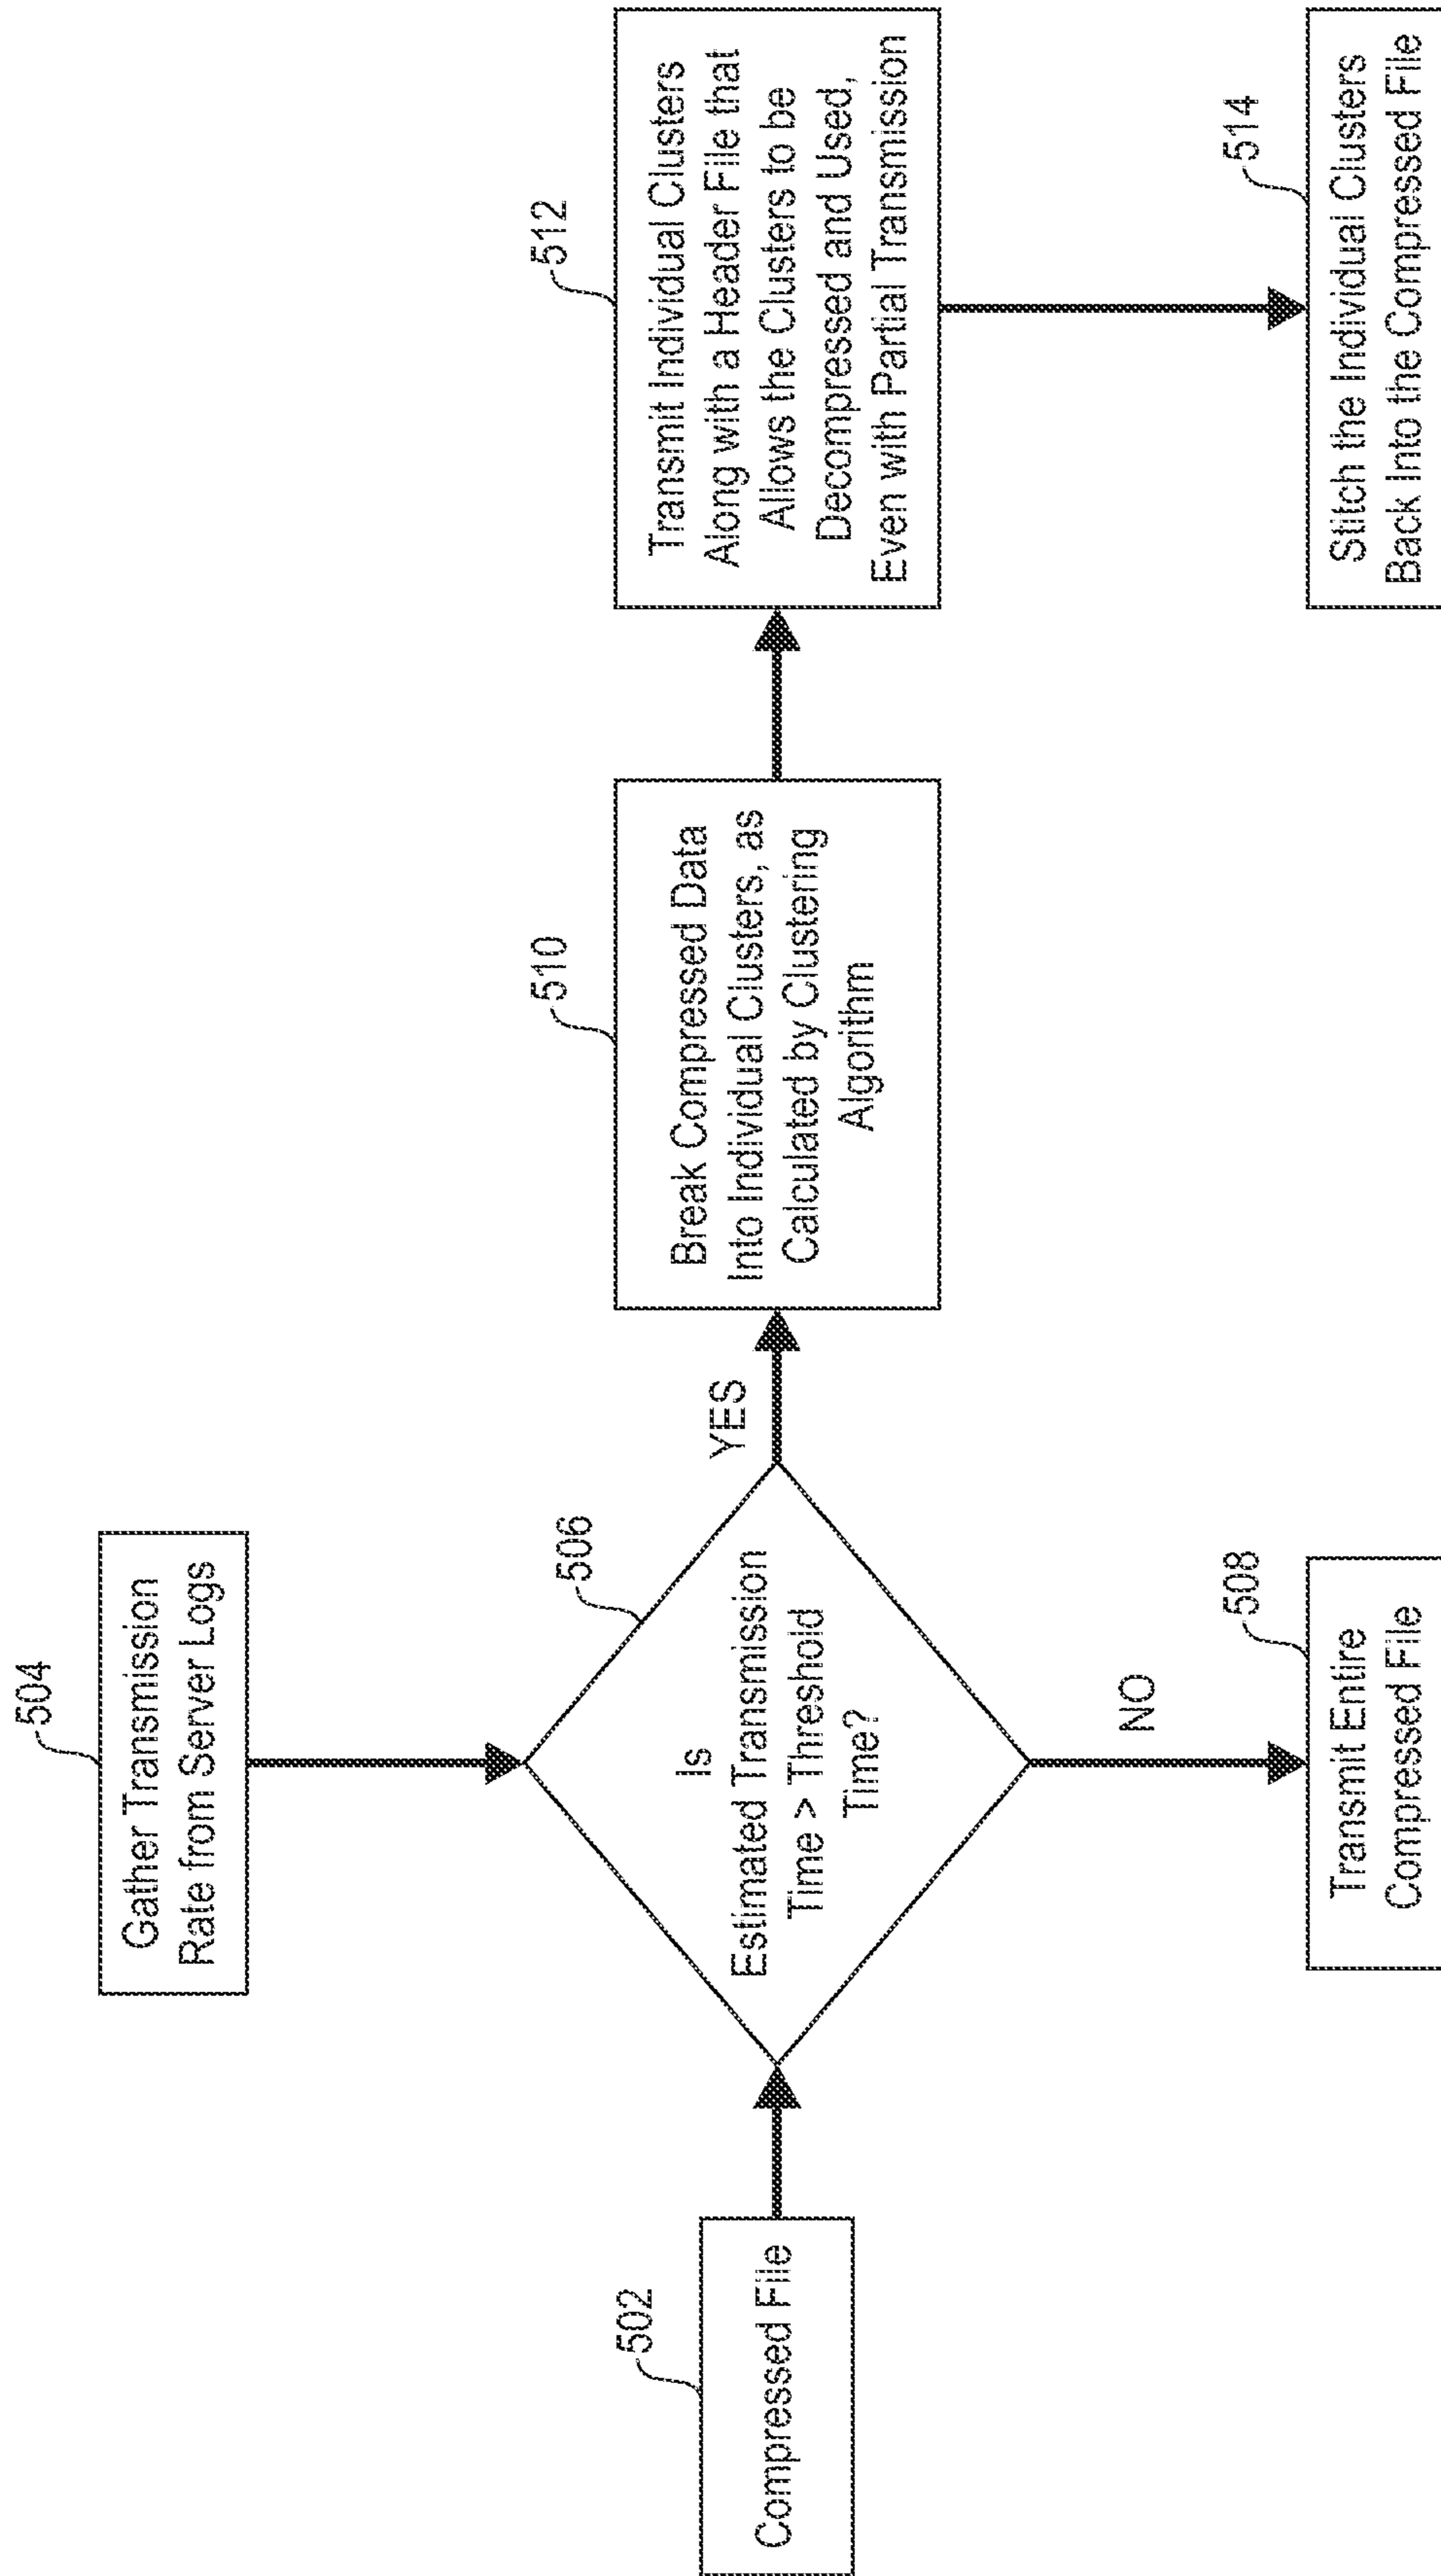 504
Gather Transmission
Rate from Server Logs
502
Compressed File
506
Is
Estimated Transmission
Time > Threshold
Time?
YES
NO
508
Transmit Entire
Compressed File
510
Break Compressed Data
Into Individual Clusters, as
Calculated by Clustering
Algorithm
512
Transmit Individual Clusters
Along with a Header File that
Allows the Clusters to be
Decompressed and Used,
Even with Partial Transmission
514
Stitch the Individual Clusters
Back Into the Compressed File